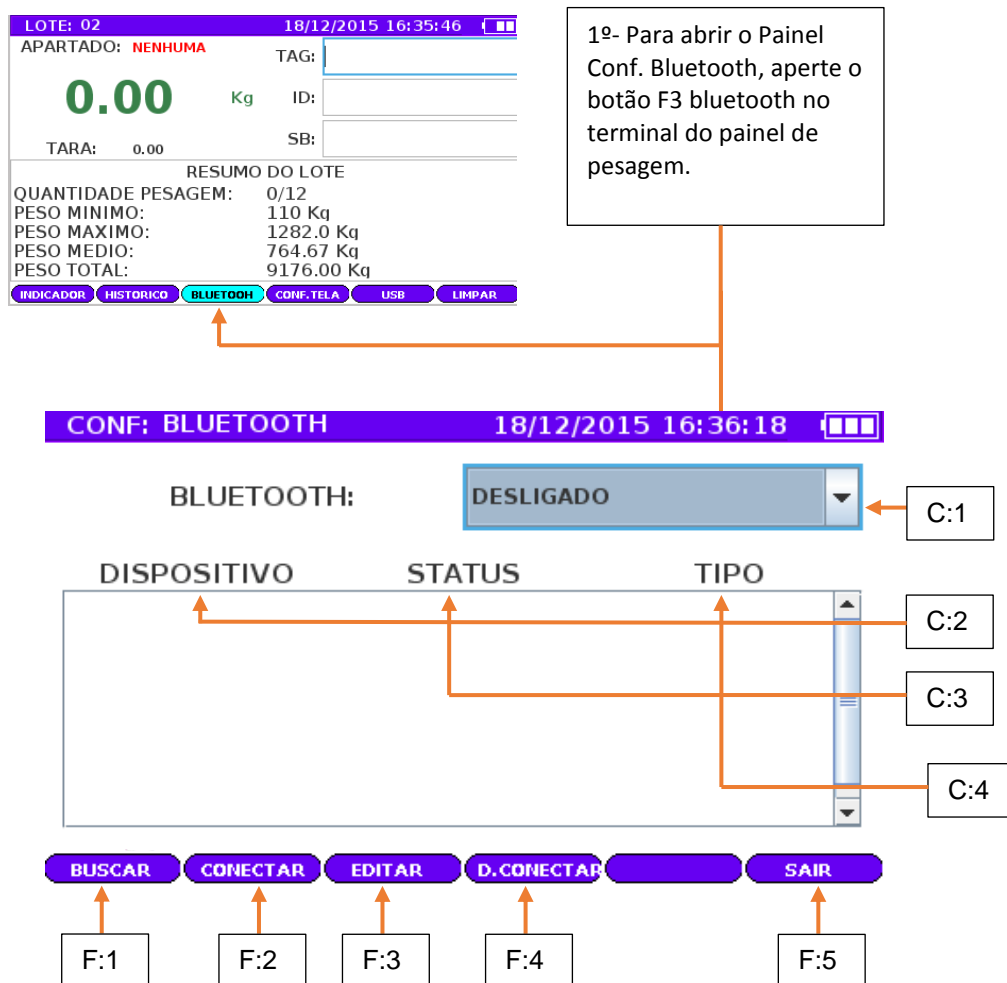 LOTE: 02 18/12/2015 16:35:46
APARTADO: NENHUMA
TAG:
0.00 Kg
ID:
SB:
TARA: 0.00
RESUMO DO LOTE
QUANTIDADE PESAGEM: 0/12
PESO MINIMO: 110 Kg
PESO MAXIMO: 1282.0 Kg
PESO MEDIO: 764.67 Kg
PESO TOTAL: 9176.00 Kg
INDICADOR HISTORICO BLUETOOH CONF.TELA USB LIMPAR
1º- Para abrir o Painel
Conf. Bluetooth, aperte o
botão F3 bluetooth no
terminal do painel de
pesagem.
CONF: BLUETOOTH 18/12/2015 16:36:18
BLUETOOTH: DESLIGADO
C:1
DISPOSITIVO STATUS TIPO
C:2
C:3
C:4
BUSCAR CONECTAR EDITAR D.CONECTAR SAIR
F:1 F:2 F:3 F:4 F:5